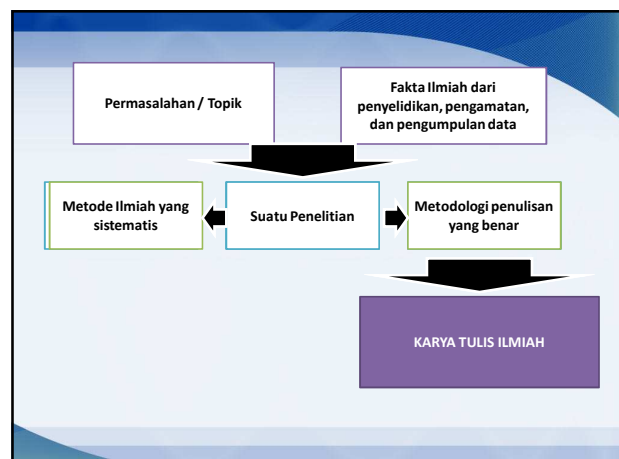 Permasalahan / Topik
Fakta Ilmiah dari
penyelidikan, pengamatan,
dan pengumpulan data
Metode Ilmiah yang
sistematis
Suatu Penelitian
Metodologi penulisan
yang benar
KARYA TULIS ILMIAH